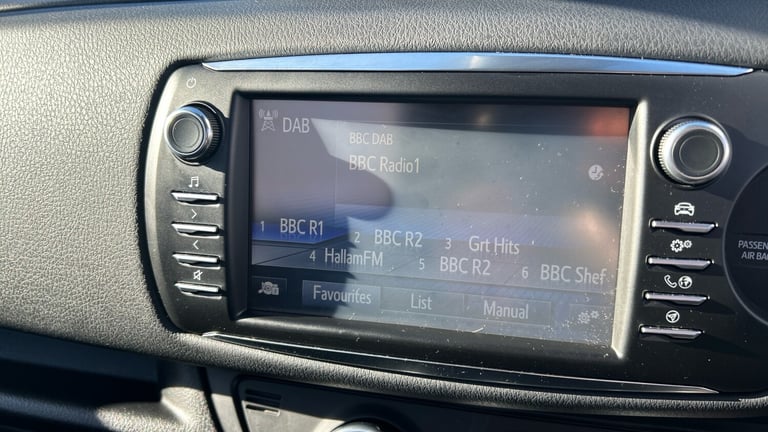 DAB
BBC DAB
BBC Radio1
1 BBC R1 2 BBC R2 3 Grt Hits
4 HallamFM 5 BBC R2 6 BBC Shef
Favourites List Manual
PASSEN
AIR BAG